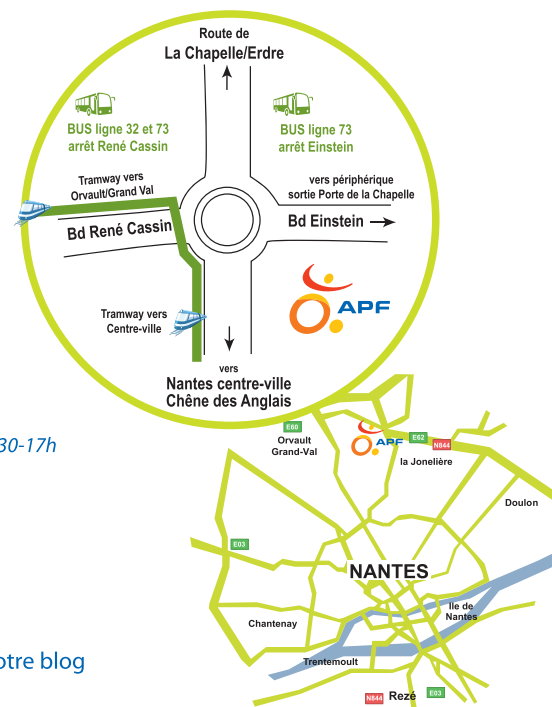 Route de
La Chapelle/Erdre
BUS ligne 32 et 73
arrêt René Cassin
BUS ligne 73
arrêt Einstein
Tramway vers
Orvault/Grand Val
vers périphérique
sortie Porte de la Chapelle
Bd René Cassin
Bd Einstein
APF
Tramway vers
Centre-ville
vers
Nantes centre-ville
Chêne des Anglais
30-17h
E60
Orvault
Grand-Val
APF
E62
N844
la Jonelière
Doulon
E03
NANTES
Ile de
Nantes
Chantenay
Trentemoult
otre blog
N844
Rezé
E03